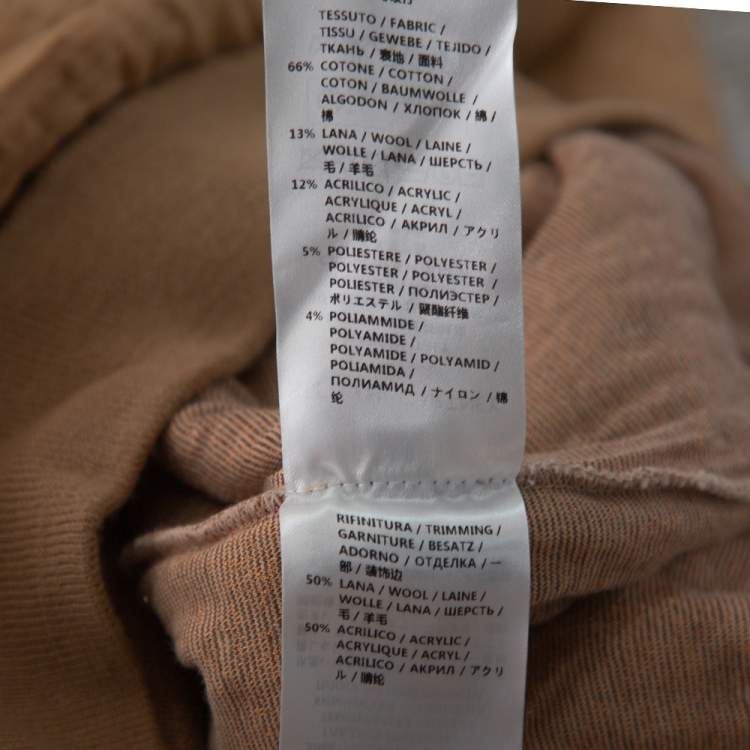 TESSUTO / FABRIC /
TISSU / GEWEBE / TEJIDO /
ТКАНЬ / 表地 / 面料
66% COTONE / COTTON /
COTON / BAUMWOLLE /
ALGODON / ХЛОПОК / 綿 /
棉
13% LANA / WOOL / LAINE /
WOLLE / LANA / ШЕРСТЬ /
毛 / 羊毛
12% ACRILICO / ACRYLIC /
ACRYLIQUE / ACRYL /
ACRILICO / АКРИЛ / アクリ
ル / 腈纶
5% POLIESTERE / POLYESTER /
POLYESTER / POLYESTER /
POLIESTER / ПОЛИЭСТЕР /
ポリエステル / 聚酯纤维
4% POLIAMMIDE /
POLYAMIDE /
POLYAMIDE / POLYAMID /
POLIAMIDA /
ПОЛИАМИД / ナイロン / 锦
纶
RIFINITURA / TRIMMING /
GARNITURE / BESATZ /
ADORNO / ОТДЕЛКА / 一
部 / 装饰边
50% LANA / WOOL / LAINE /
WOLLE / LANA / ШЕРСТЬ /
毛 / 羊毛
50% ACRILICO / ACRYLIC /
ACRYLIQUE / ACRYL /
ACRILICO / АКРИЛ / アクリ
ル / 腈纶